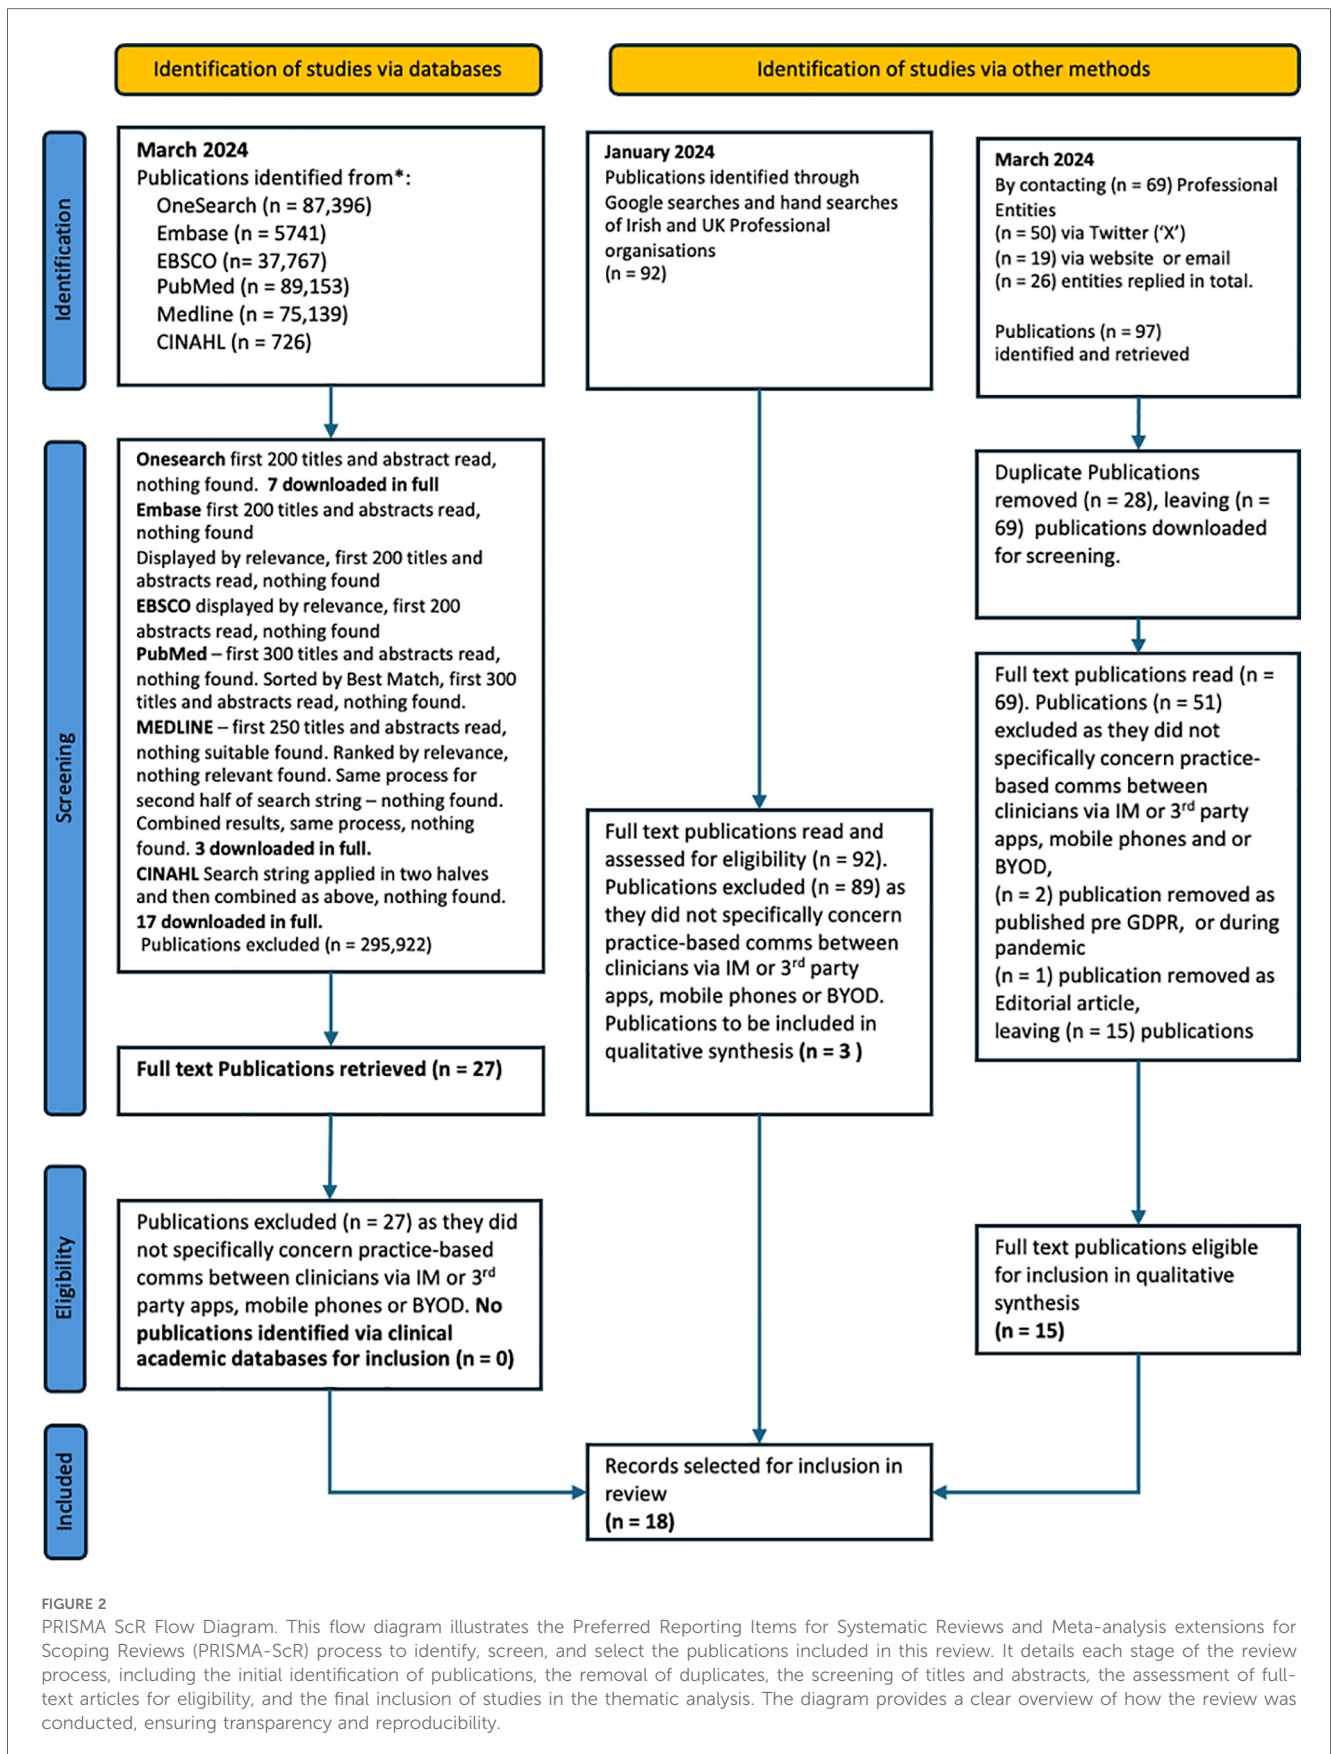 Identification of studies via databases
Identification of studies via other methods
Identification
March 2024
Publications identified from*:
OneSearch (n = 87,396)
Embase (n = 5741)
EBSCO (n= 37,767)
PubMed (n = 89,153)
Medline (n = 75,139)
CINAHL (n = 726)
January 2024
Publications identified through
Google searches and hand searches
of Irish and UK Professional
organisations
(n = 92)
March 2024
By contacting (n = 69) Professional
Entities
(n = 50) via Twitter (‘X’)
(n = 19) via website or email
(n = 26) entities replied in total.
Publications (n = 97)
identified and retrieved
Screening
Onesearch first 200 titles and abstract read,
nothing found. 7 downloaded in full
Embase first 200 titles and abstracts read,
nothing found
Displayed by relevance, first 200 titles and
abstracts read, nothing found
EBSCO displayed by relevance, first 200
abstracts read, nothing found
PubMed – first 300 titles and abstracts read,
nothing found. Sorted by Best Match, first 300
titles and abstracts read, nothing found.
MEDLINE – first 250 titles and abstracts read,
nothing suitable found. Ranked by relevance,
nothing relevant found. Same process for
second half of search string – nothing found.
Combined results, same process, nothing
found. 3 downloaded in full.
CINAHL Search string applied in two halves
and then combined as above, nothing found.
17 downloaded in full.
Publications excluded (n = 295,922)
Full text Publications retrieved (n = 27)
Full text publications read and
assessed for eligibility (n = 92).
Publications excluded (n = 89) as
they did not specifically concern
practice-based comms between
clinicians via IM or 3rd party
apps, mobile phones or BYOD.
Publications to be included in
qualitative synthesis (n = 3 )
Duplicate Publications
removed (n = 28), leaving (n =
69) publications downloaded
for screening.
Full text publications read (n =
69). Publications (n = 51)
excluded as they did not
specifically concern practice-
based comms between
clinicians via IM or 3rd party
apps, mobile phones and or
BYOD,
(n = 2) publication removed as
published pre GDPR, or during
pandemic
(n = 1) publication removed as
Editorial article,
leaving (n = 15) publications
Eligibility
Publications excluded (n = 27) as they did
not specifically concern practice-based
comms between clinicians via IM or 3rd
party apps, mobile phones or BYOD. No
publications identified via clinical
academic databases for inclusion (n = 0)
Full text publications eligible
for inclusion in qualitative
synthesis
(n = 15)
Included
Records selected for inclusion in
review
(n = 18)
FIGURE 2
PRISMA ScR Flow Diagram. This flow diagram illustrates the Preferred Reporting Items for Systematic Reviews and Meta-analysis extensions for
Scoping Reviews (PRISMA-ScR) process to identify, screen, and select the publications included in this review. It details each stage of the review
process, including the initial identification of publications, the removal of duplicates, the screening of titles and abstracts, the assessment of full-
text articles for eligibility, and the final inclusion of studies in the thematic analysis. The diagram provides a clear overview of how the review was
conducted, ensuring transparency and reproducibility.